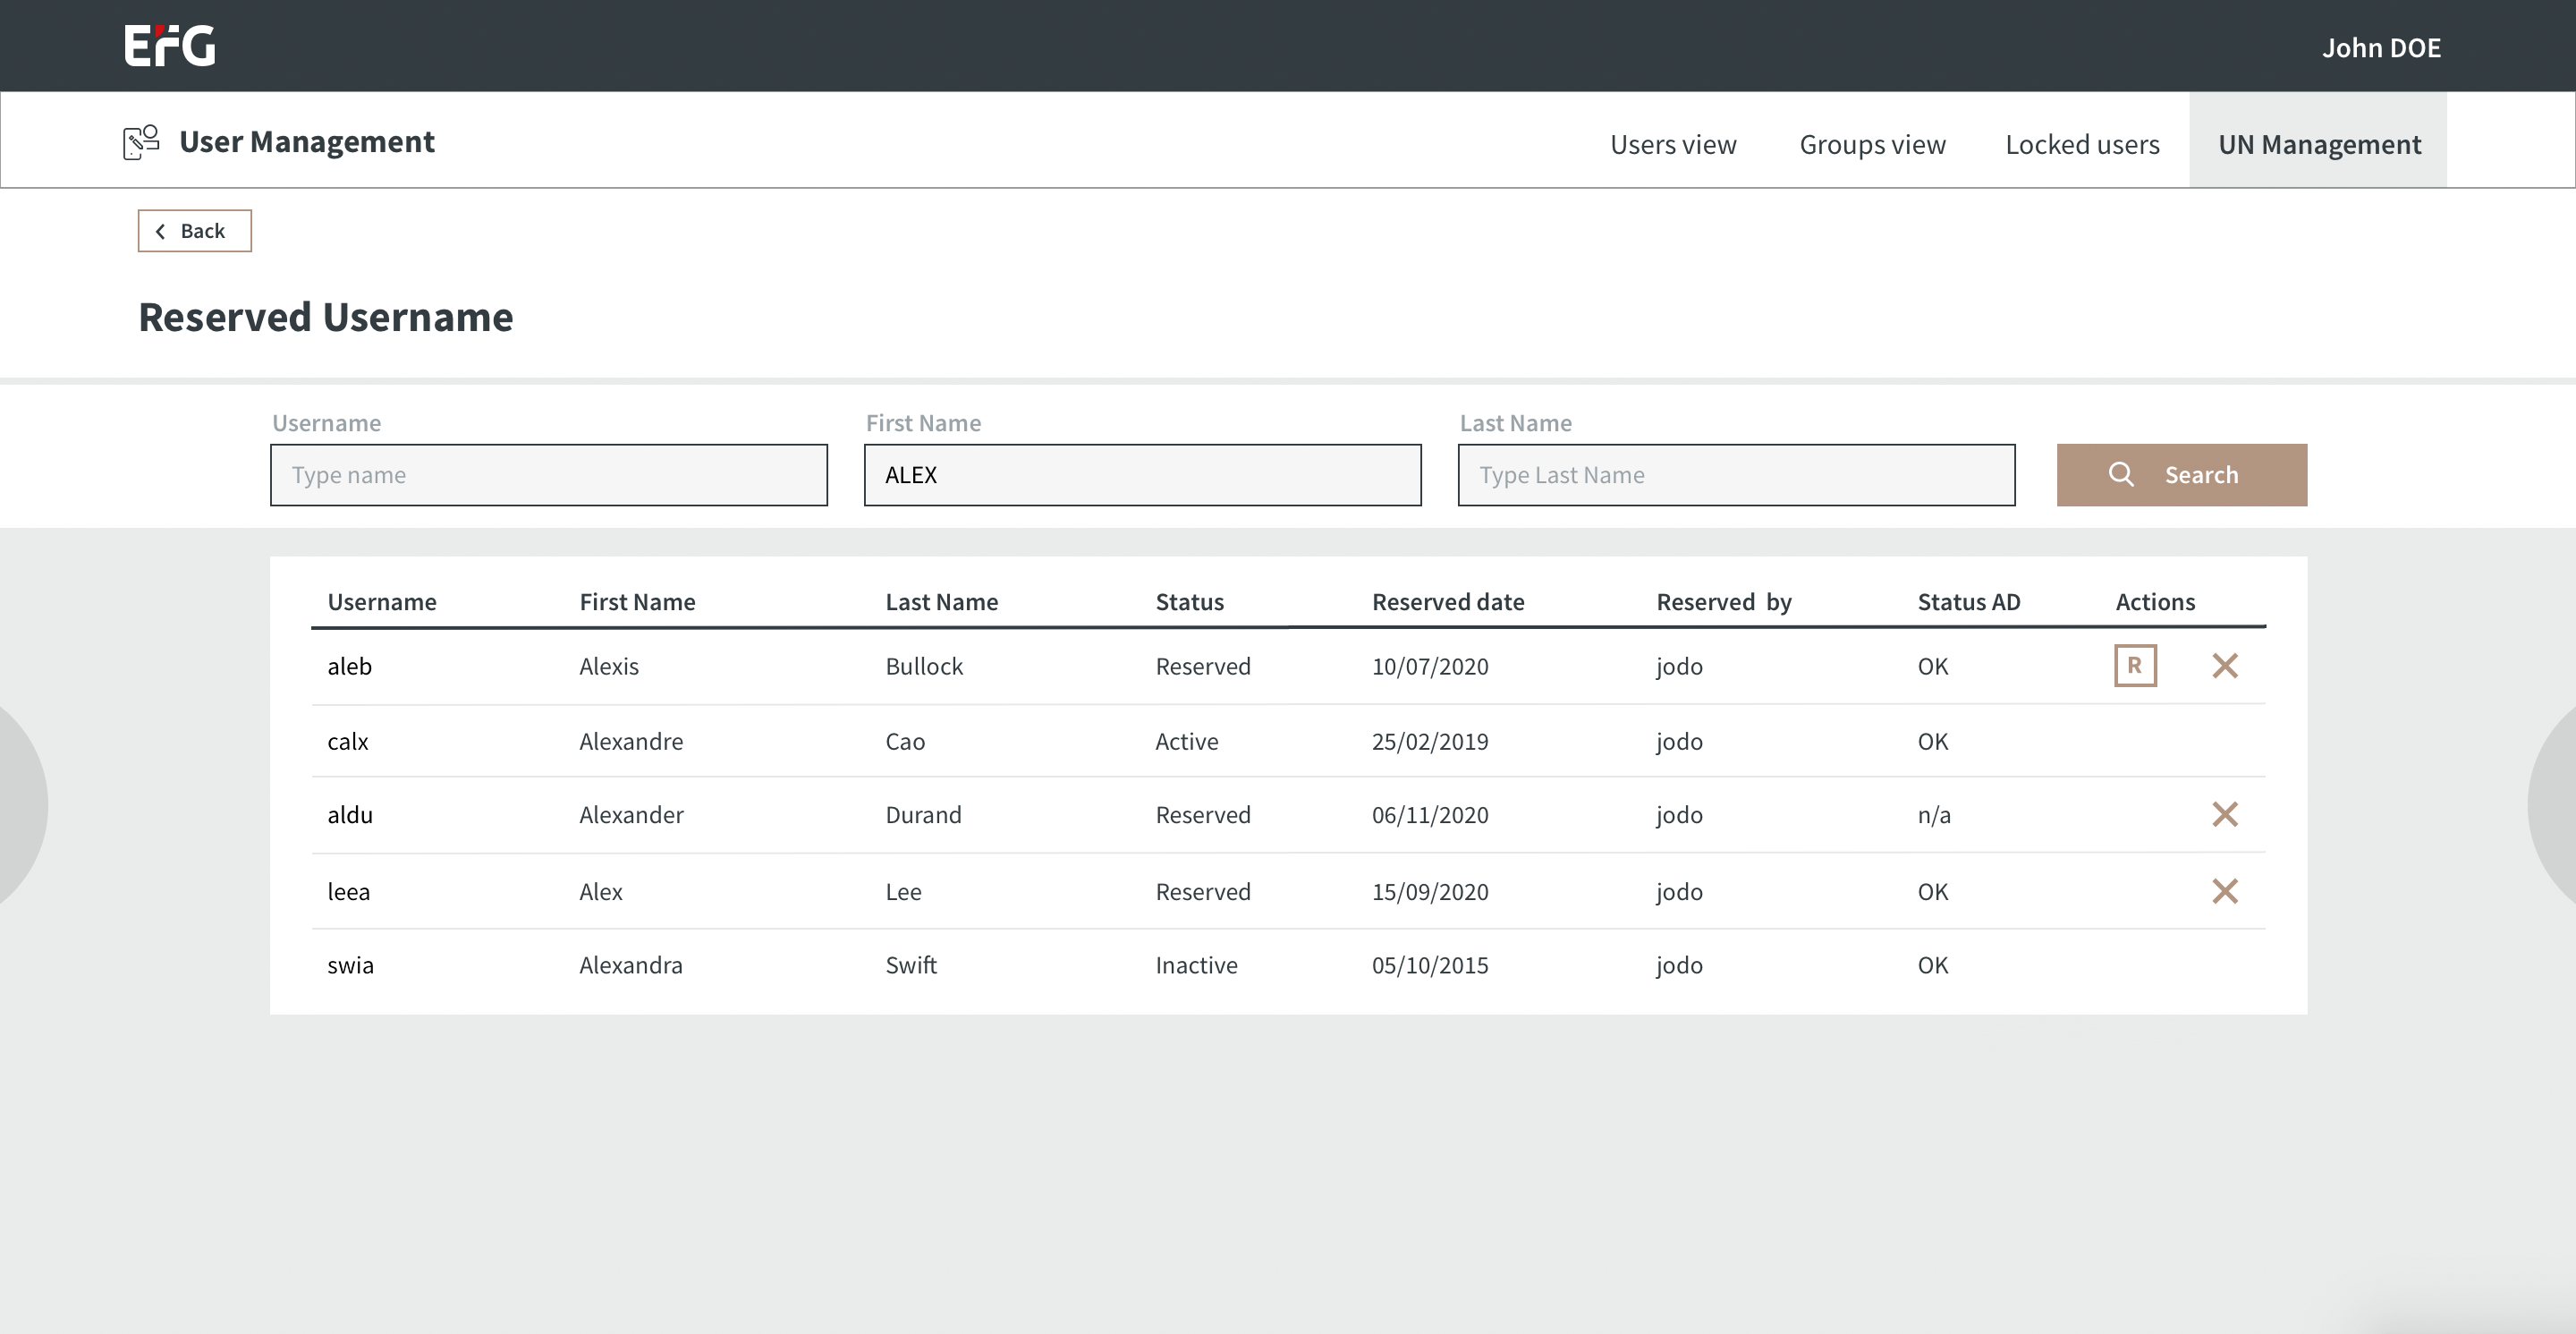 EFG
John DOE
User Management
Users view Groups view Locked users UN Management
Back
Reserved Username
Username First Name Last Name
Type name ALEX Type Last Name Search
Username First Name Last Name Status Reserved date Reserved by Status AD Actions
aleb Alexis Bullock Reserved 10/07/2020 jodo OK R
calx Alexandre Cao Active 25/02/2019 jodo OK
aldu Alexander Durand Reserved 06/11/2020 jodo n/a
leea Alex Lee Reserved 15/09/2020 jodo OK
swia Alexandra Swift Inactive 05/10/2015 jodo OK